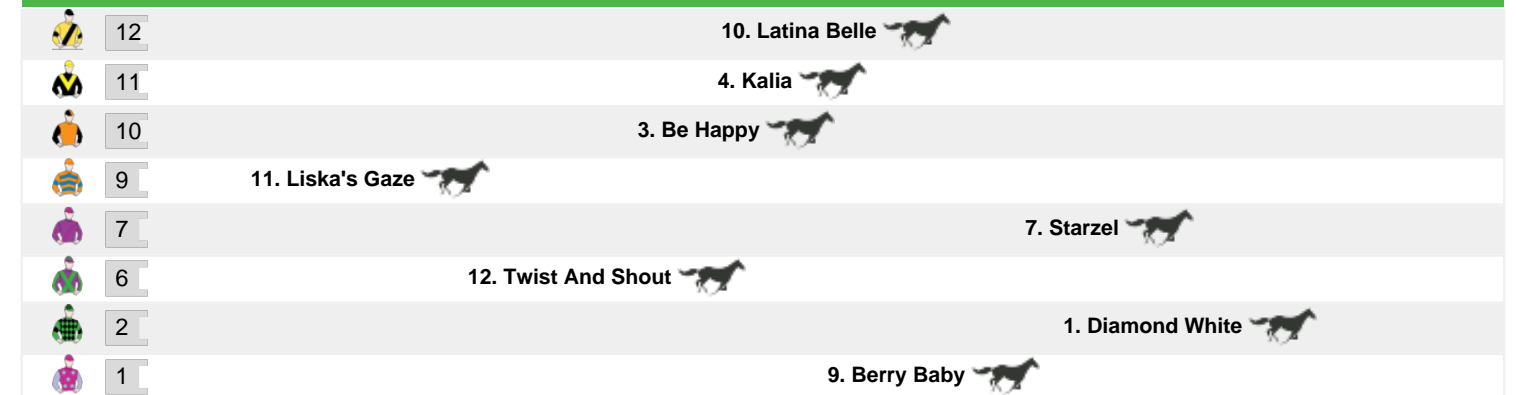 12 10. Latina Belle
11 4. Kalia
10 3. Be Happy
9 11. Liska's Gaze
7 7. Starzel
6 12. Twist And Shout
2 1. Diamond White
1 9. Berry Baby